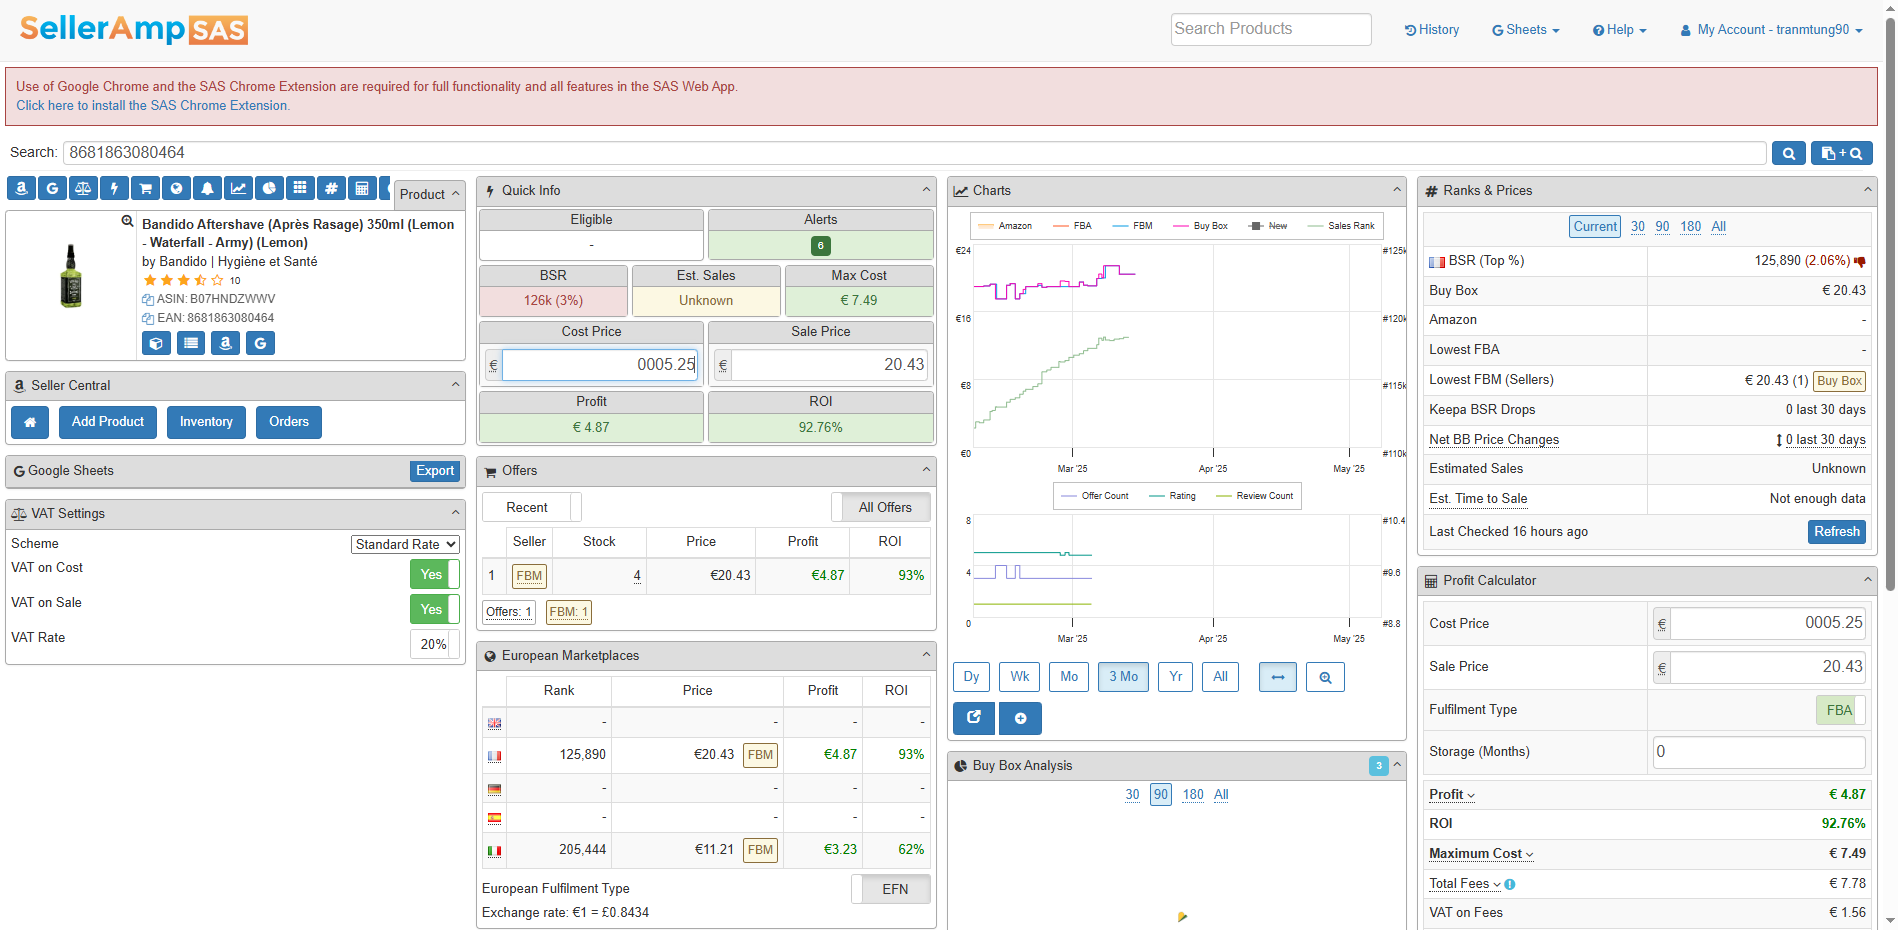 SellerAmp SAS
Search Products
History
G Sheets
Help
My Account - tranmtung90
Use of Google Chrome and the SAS Chrome Extension are required for full functionality and all features in the SAS Web App.
Click here to install the SAS Chrome Extension.
Search: 8681863080464
+
Product
Bandido Aftershave (Après Rasage) 350ml (Lemon
- Waterfall - Army) (Lemon)
by Bandido | Hygiène et Santé
10
ASIN: B07HNDZWWV
EAN: 8681863080464
Seller Central
Add Product
Inventory
Orders
Google Sheets
Export
VAT Settings
Scheme
Standard Rate
VAT on Cost
Yes
VAT on Sale
Yes
VAT Rate
20%
Quick Info
Eligible
Alerts
-
6
BSR
Est. Sales
Max Cost
126k (3%)
Unknown
€ 7.49
Cost Price
Sale Price
€ 0005.25
€ 20.43
Profit
ROI
€ 4.87
92.76%
Offers
Recent
All Offers
Seller Stock Price Profit ROI
1 FBM 4 €20.43 €4.87 93%
Offers: 1 FBM: 1
European Marketplaces
Rank Price Profit ROI
- - - -
125,890 €20.43 FBM €4.87 93%
- - - -
- - - -
205,444 €11.21 FBM €3.23 62%
European Fulfilment Type
EFN
Exchange rate: €1 = £0.8434
Charts
Amazon FBA FBM Buy Box New Sales Rank
€24 #125k
€16 #120k
€8 #115k
€0 #110k
Mar '25 Apr '25 May '25
Offer Count Rating Review Count
8 #10.4
4 #9.6
0 #8.8
Mar '25 Apr '25 May '25
Dy Wk Mo 3 Mo Yr All
Buy Box Analysis
3
30 90 180 All
Ranks & Prices
Current 30 90 180 All
BSR (Top %) 125,890 (2.06%)
Buy Box € 20.43
Amazon -
Lowest FBA -
Lowest FBM (Sellers) € 20.43 (1) Buy Box
Keepa BSR Drops 0 last 30 days
Net BB Price Changes 0 last 30 days
Estimated Sales Unknown
Est. Time to Sale Not enough data
Last Checked 16 hours ago
Refresh
Profit Calculator
Cost Price € 0005.25
Sale Price € 20.43
Fulfilment Type FBA
Storage (Months) 0
Profit € 4.87
ROI 92.76%
Maximum Cost € 7.49
Total Fees € 7.78
VAT on Fees € 1.56